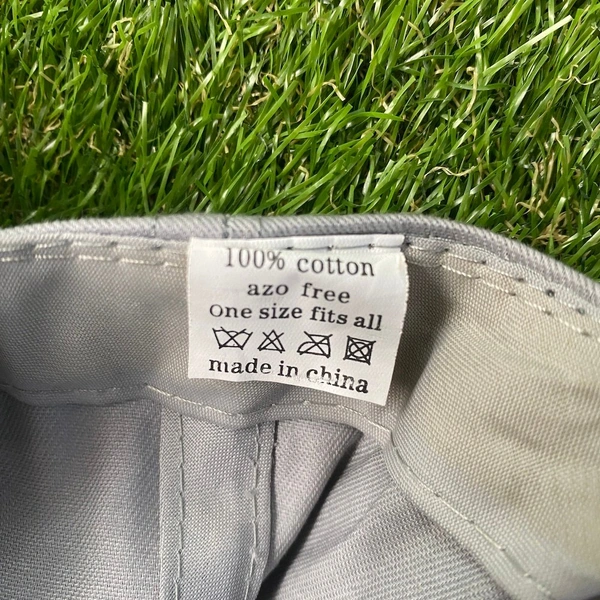 100% cotton
azo free
One size fits all
made in china